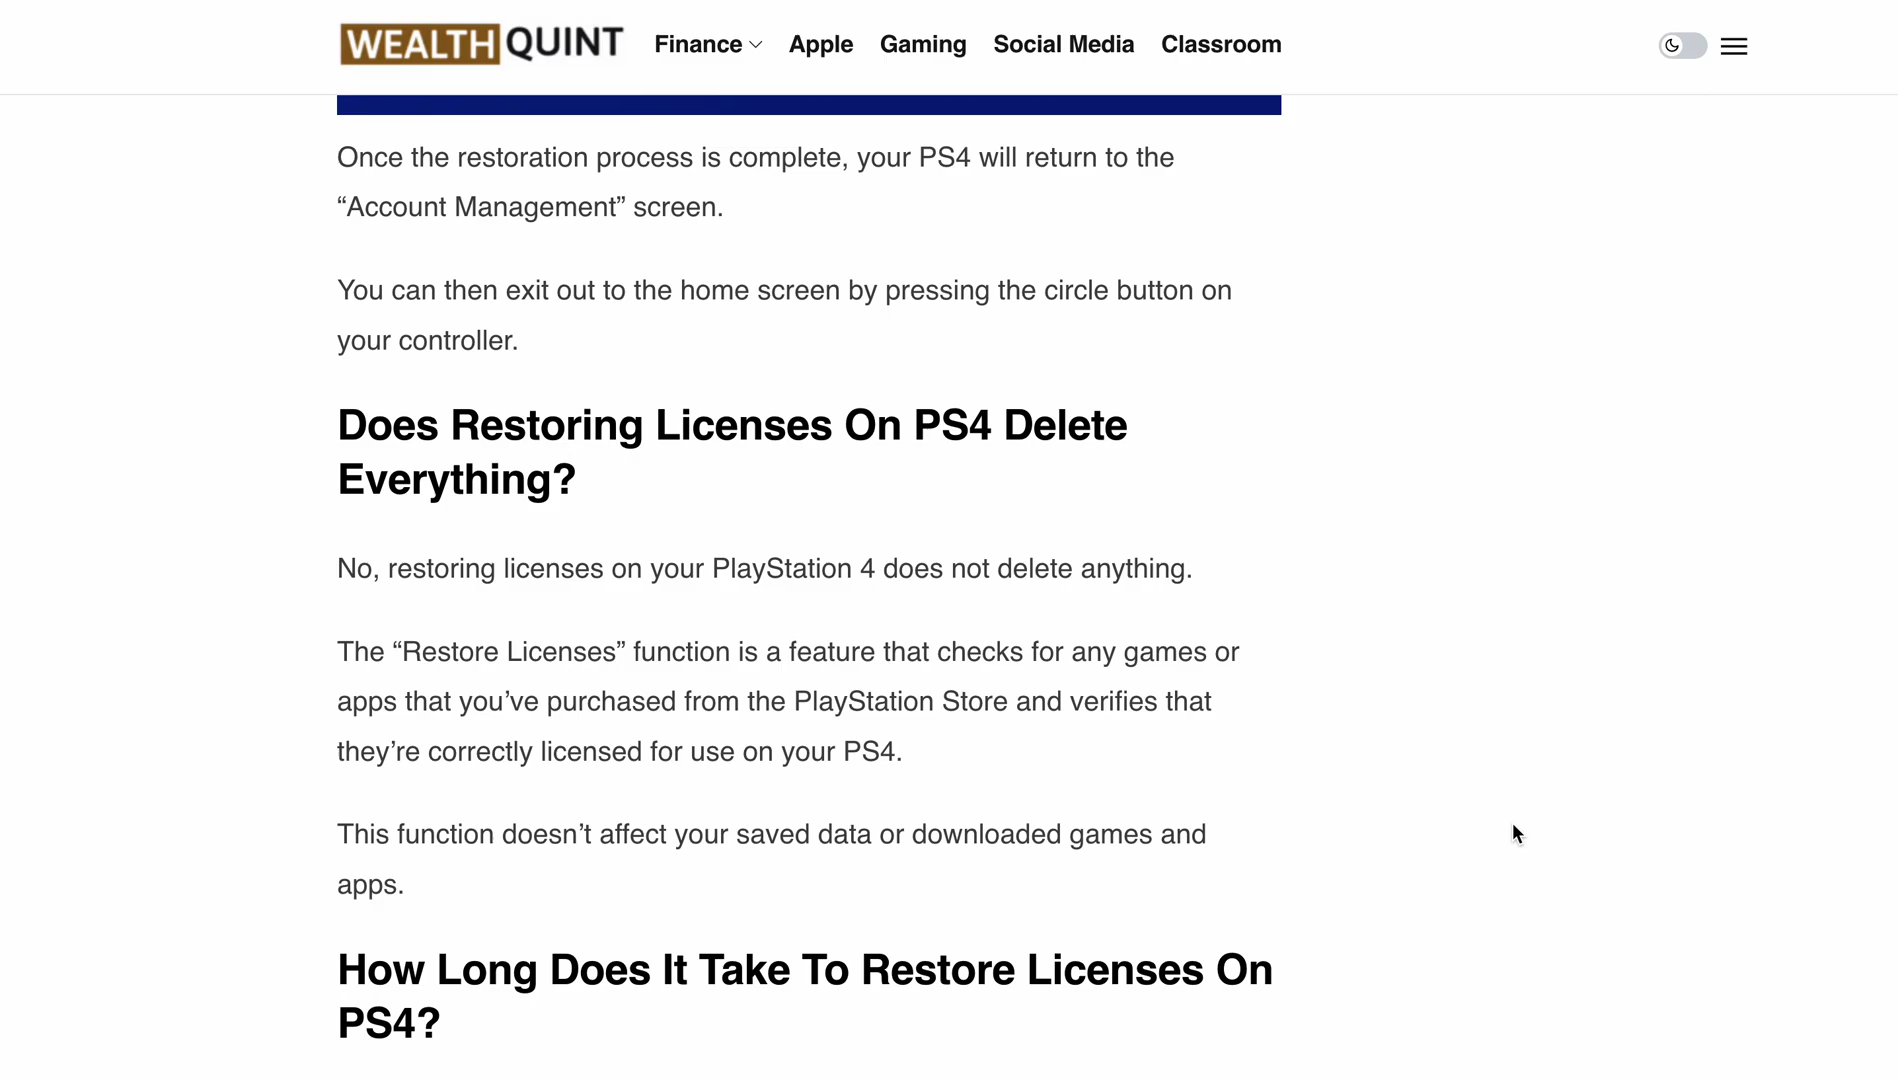 WEALTH QUINT Finance Apple Gaming Social Media Classroom
Once the restoration process is complete, your PS4 will return to the
“Account Management” screen.
You can then exit out to the home screen by pressing the circle button on
your controller.
Does Restoring Licenses On PS4 Delete
Everything?
No, restoring licenses on your PlayStation 4 does not delete anything.
The “Restore Licenses” function is a feature that checks for any games or
apps that you’ve purchased from the PlayStation Store and verifies that
they’re correctly licensed for use on your PS4.
This function doesn’t affect your saved data or downloaded games and
apps.
How Long Does It Take To Restore Licenses On
PS4?